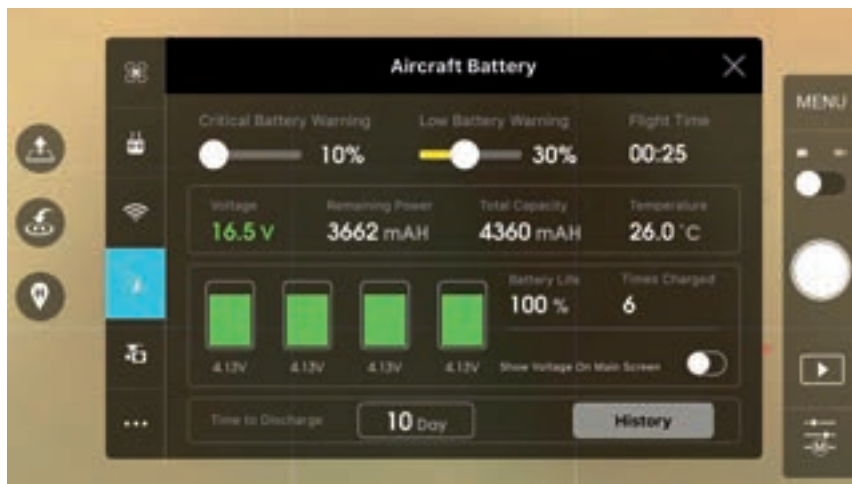 Aircraft Battery
MENU
Critical Battery Warning Low Battery Warning Flight Time
10% 30% 00:25
Voltage Remaining Power Total Capacity Temperature
16.5 V 3662 mAH 4360 mAH 26.0 °C
Battery Life Times Charged
100 % 6
4.13V 4.13V 4.13V 4.13V Show Voltage On Main Screen
Time to Discharge 10 Day History
H
M